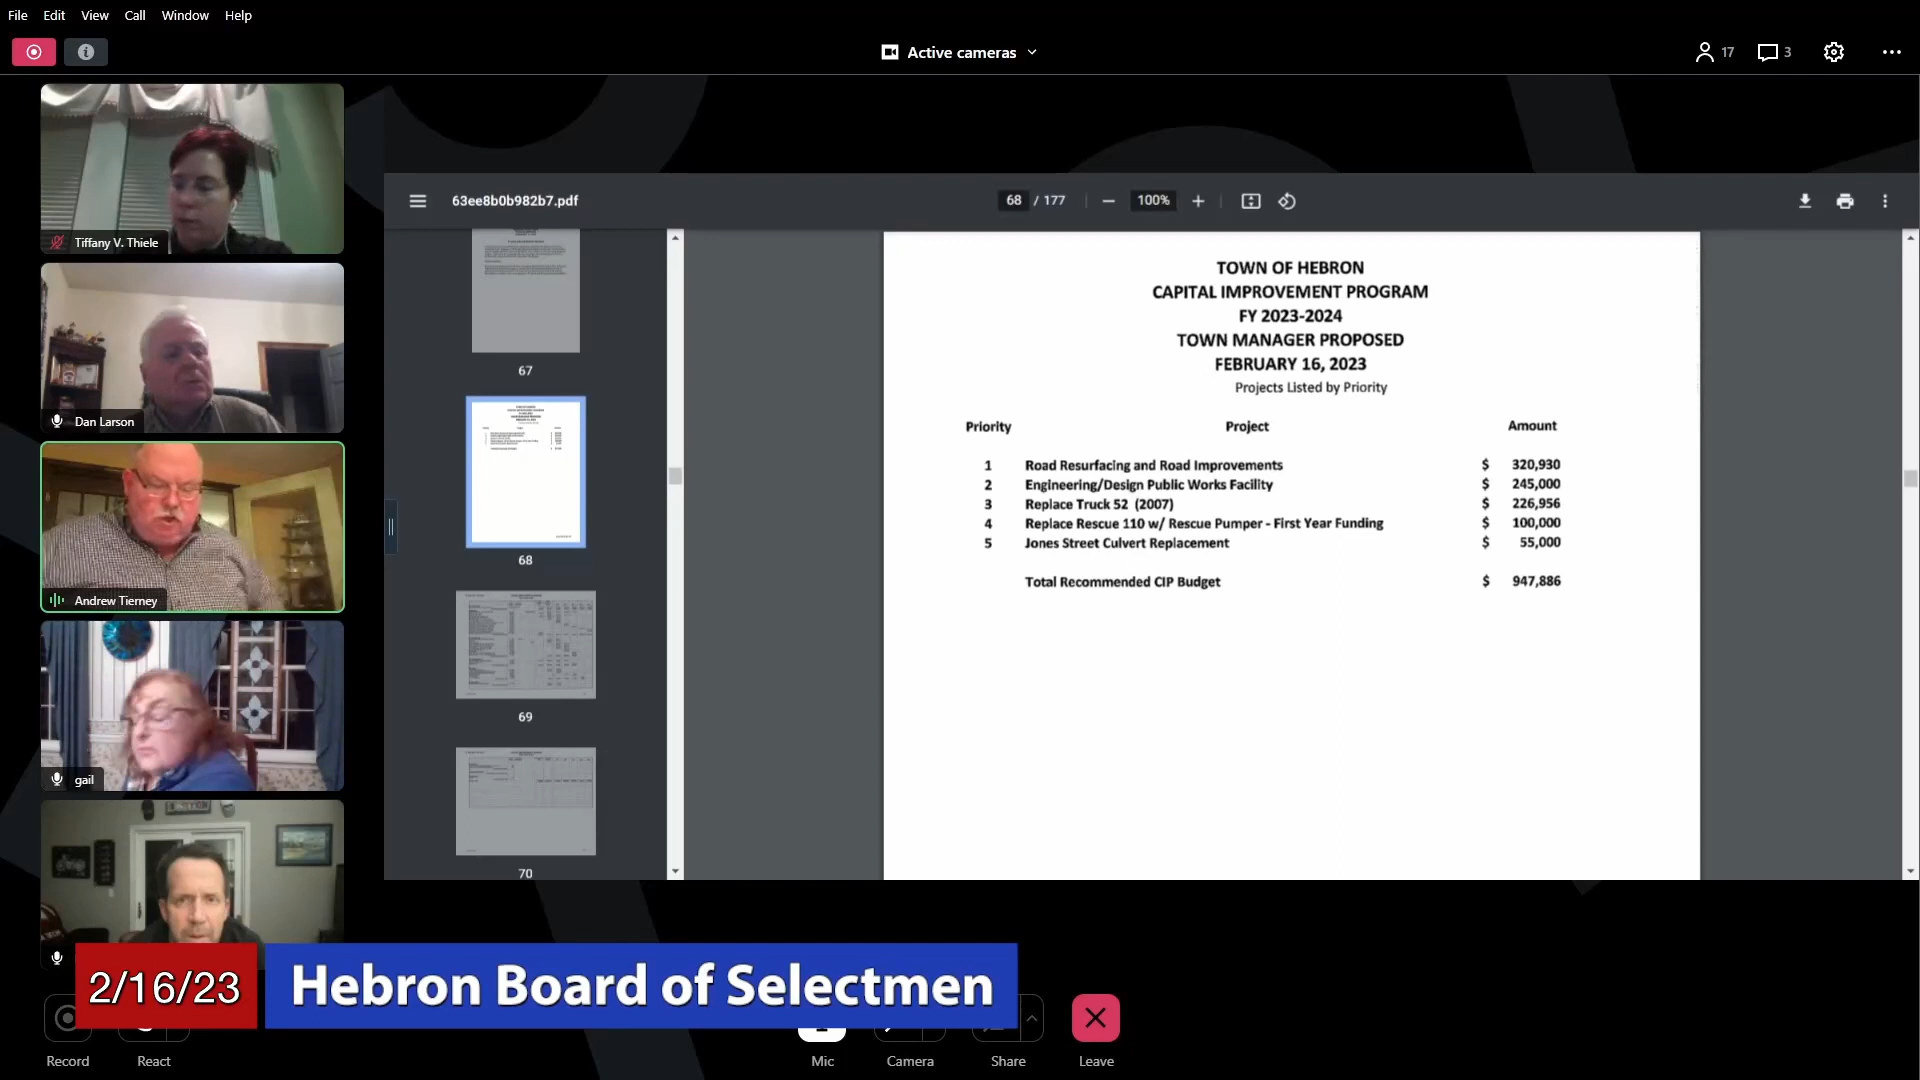 File Edit View Call Window Help
Active cameras
17
3
Tiffany V. Thiele
Dan Larson
Andrew Tierney
gail
63ee8b0b982b7.pdf
68 / 177
100%
67
68
69
70
TOWN OF HEBRON
CAPITAL IMPROVEMENT PROGRAM
FY 2023-2024
TOWN MANAGER PROPOSED
FEBRUARY 16, 2023
Projects Listed by Priority
Priority Project Amount
1 Road Resurfacing and Road Improvements $ 320,930
2 Engineering/Design Public Works Facility $ 245,000
3 Replace Truck 52 (2007) $ 226,956
4 Replace Rescue 110 w/ Rescue Pumper - First Year Funding $ 100,000
5 Jones Street Culvert Replacement $ 55,000
Total Recommended CIP Budget $ 947,886
2/16/23 Hebron Board of Selectmen
Record React Mic Camera Share Leave